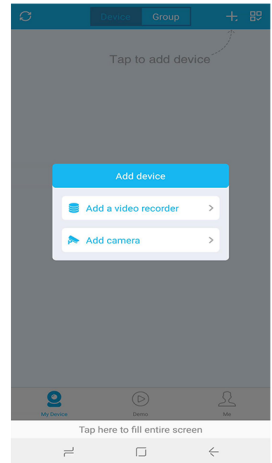 Device
Group
Tap to add device
Add device
Add a video recorder
Add camera
My Device
Demo
Me
Tap here to fill entire screen